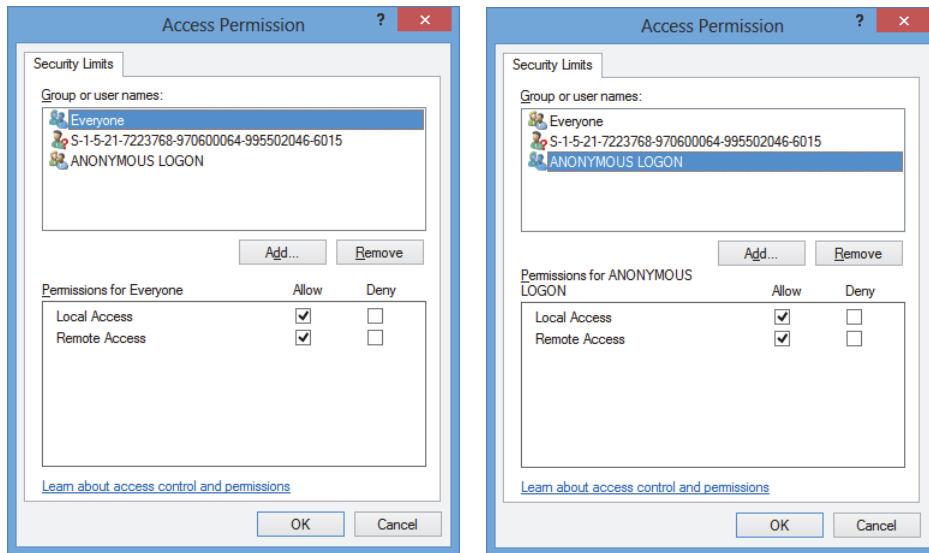 Access Permission
?
×
Security Limits
Group or user names:
Everyone
S-1-5-21-7223768-970600064-995502046-6015
ANONYMOUS LOGON
Add...
Remove
Permissions for Everyone
Allow
Deny
Local Access
Remote Access
Learn about access control and permissions
OK
Cancel
Access Permission
?
×
Security Limits
Group or user names:
Everyone
S-1-5-21-7223768-970600064-995502046-6015
ANONYMOUS LOGON
Add...
Remove
Permissions for ANONYMOUS
LOGON
Allow
Deny
Local Access
Remote Access
Learn about access control and permissions
OK
Cancel